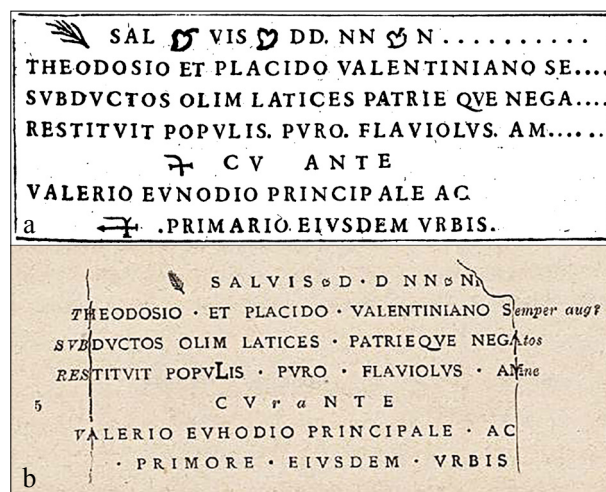 SAL VIS DD. NN N...........
THEODOSIO ET PLACIDO VALENTINIANO SE....
SVBDVCTOS OLIM LATICES PATRIE QVE NEGA....
RESTITVIT POPVLIS. PVRO. FLAVIOLVS. AM......
CV ANTE
VALERIO EVNODIO PRINCIPALE AC
a .PRIMARIO EIVSDEM VRBIS.
SALVIS D · D NN N
THEODOSIO · ET PLACIDO · VALENTINIANO Semper aug?
SVBDVCTOS OLIM LATICES · PATRIEQVE NEGAtos
RESTITVIT POPVLIS · PVRO · FLAVIOLVS · AMne
5 CVraNTE
VALERIO EVHODIO PRINCIPALE · AC
b · PRIMORE · EIVSDEM · VRBIS